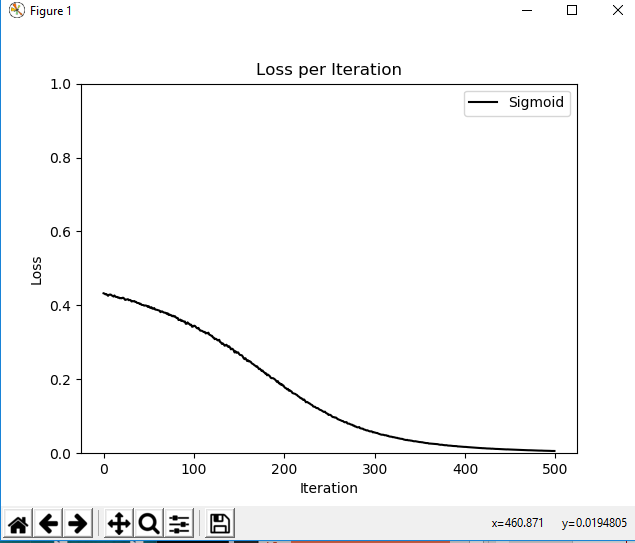 Figure 1
Loss per Iteration
Sigmoid
1.0
0.8
0.6
0.4
0.2
0.0
Loss
0 100 200 300 400 500
Iteration
x=460.871 y=0.0194805